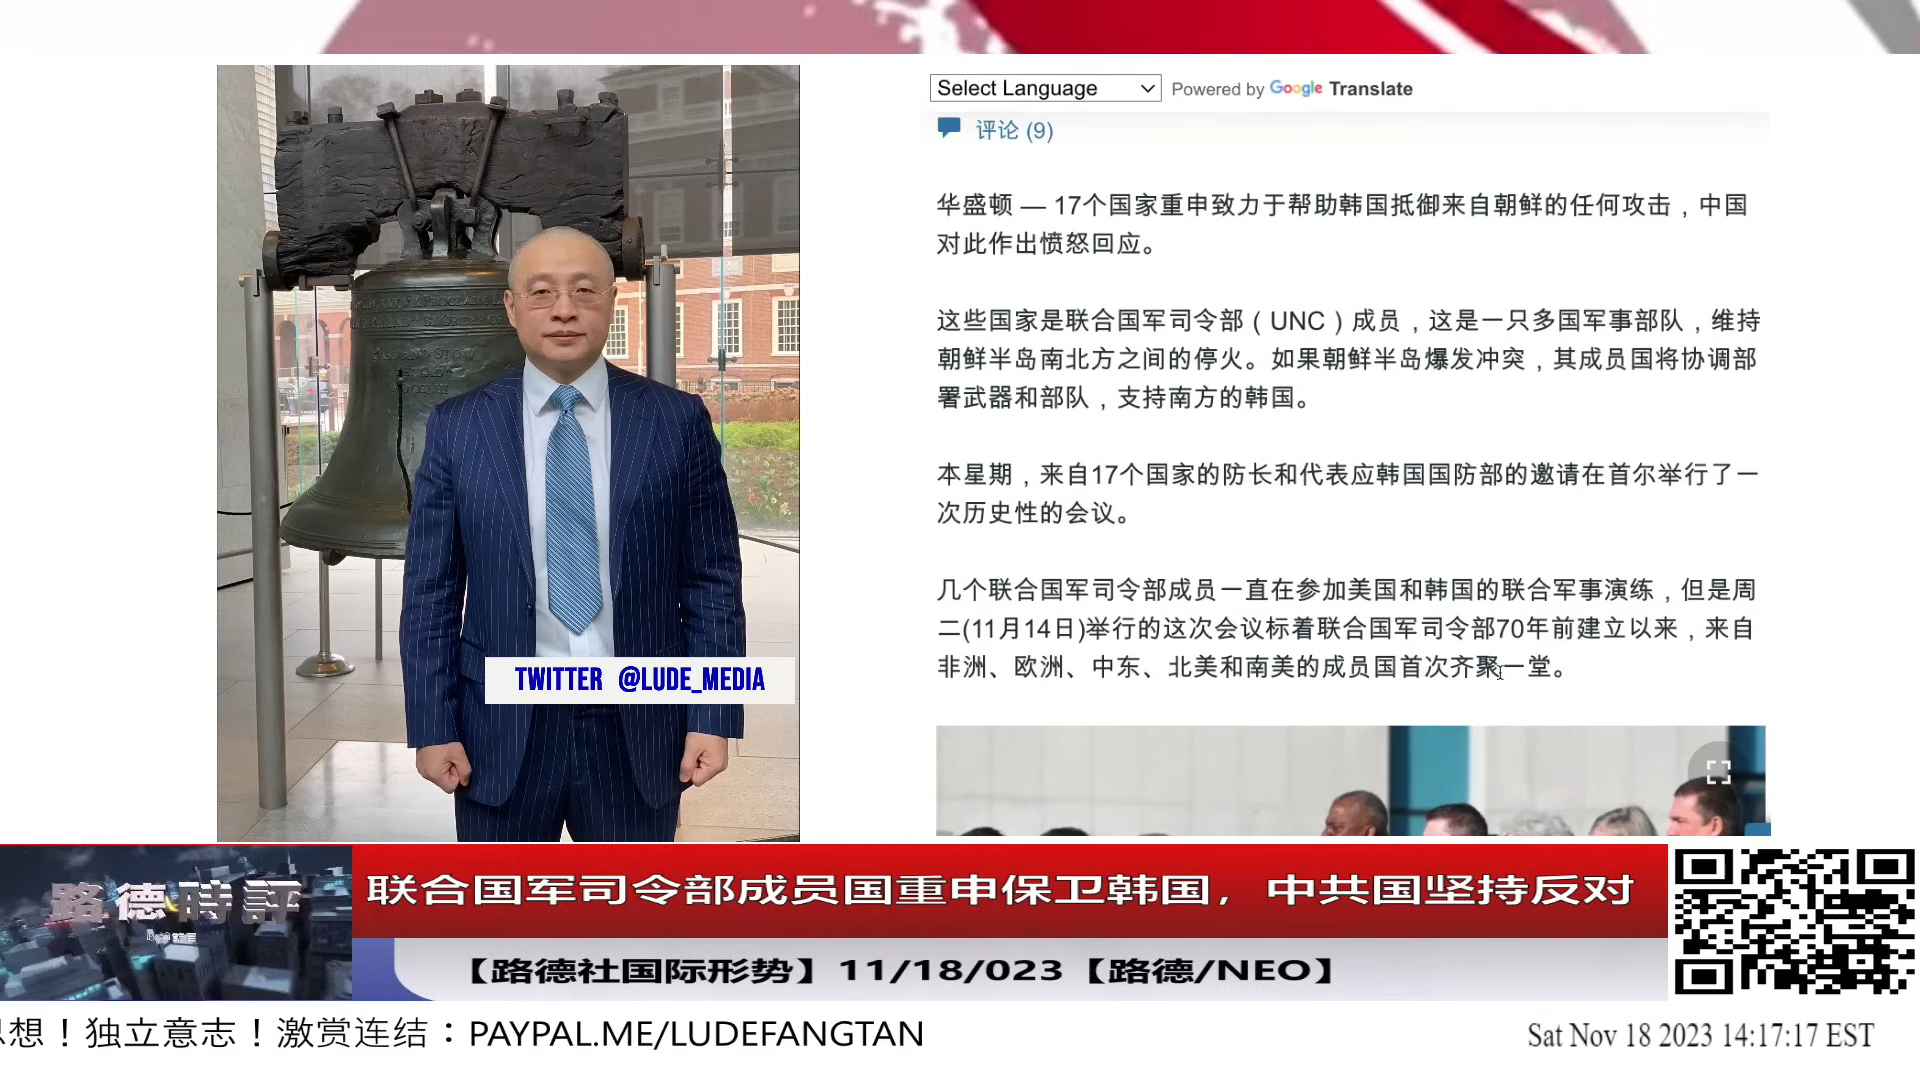 Select Language
Powered by Google Translate
评论 (9)
华盛顿 — 17个国家重申致力于帮助韩国抵御来自朝鲜的任何攻击，中国
对此作出愤怒回应。
这些国家是联合国军司令部（UNC）成员，这是一只多国军事部队，维持
朝鲜半岛南北方之间的停火。如果朝鲜半岛爆发冲突，其成员国将协调部
署武器和部队，支持南方的韩国。
本星期，来自17个国家的防长和代表应韩国国防部的邀请在首尔举行了一
次历史性的会议。
几个联合国军司令部成员一直在参加美国和韩国的联合军事演练，但是周
二(11月14日)举行的这次会议标着联合国军司令部70年前建立以来，来自
非洲、欧洲、中东、北美和南美的成员国首次齐聚一堂。
PASS AND STOW
TWITTER @LUDE_MEDIA
路德時評
联合国军司令部成员国重申保卫韩国，中共国坚持反对
【路德社国际形势】11/18/023【路德/NEO】
想！独立意志！激赏连结：PAYPAL.ME/LUDEFANGTAN
Sat Nov 18 2023 14:17:17 EST